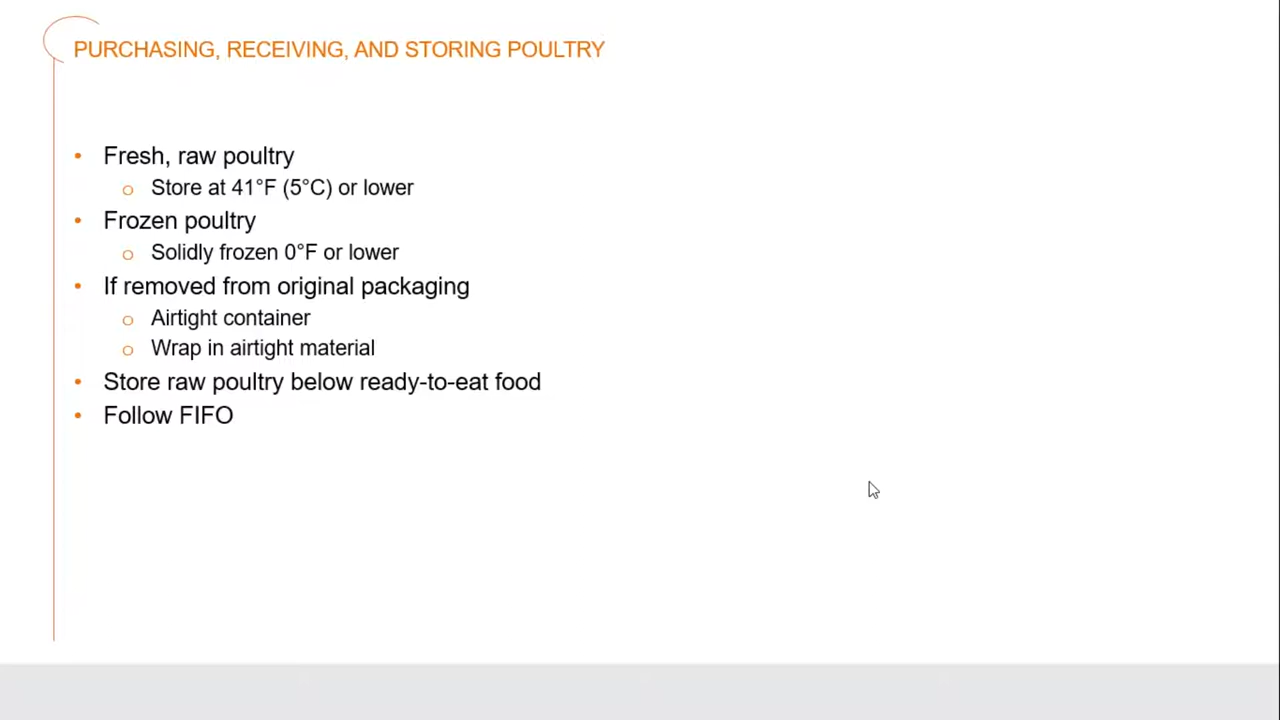 PURCHASING, RECEIVING, AND STORING POULTRY
• Fresh, raw poultry
o Store at 41°F (5°C) or lower
• Frozen poultry
o Solidly frozen 0°F or lower
• If removed from original packaging
o Airtight container
o Wrap in airtight material
• Store raw poultry below ready-to-eat food
• Follow FIFO